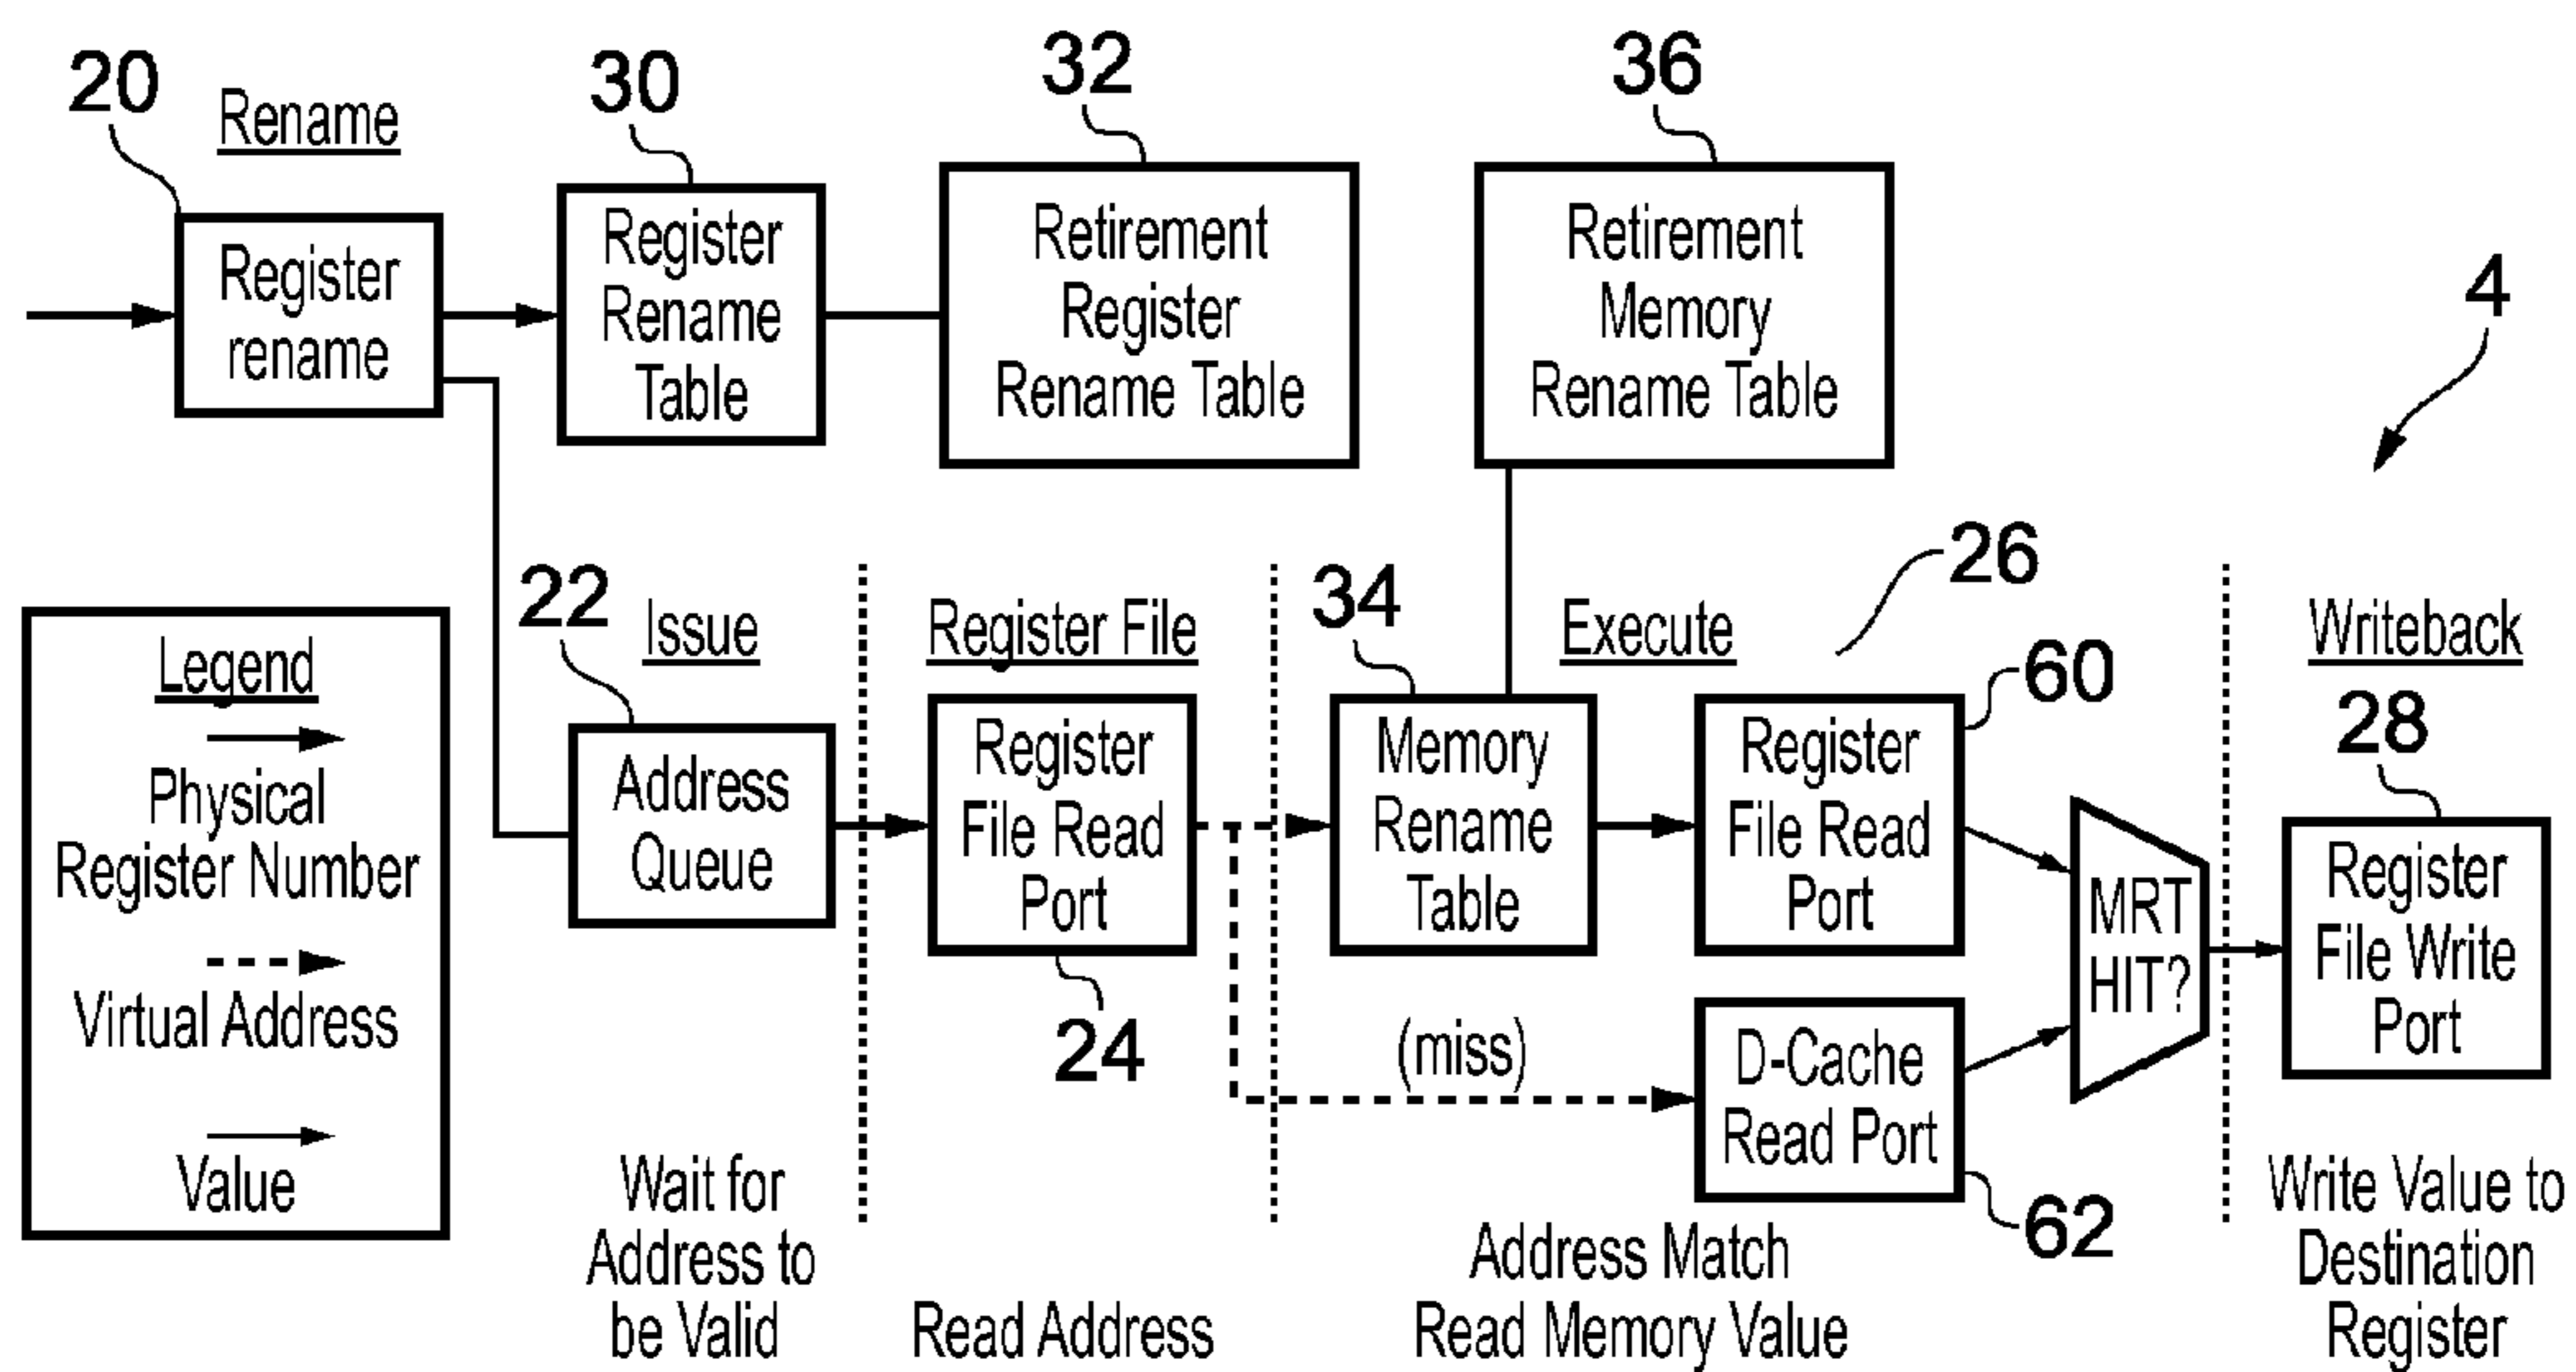 20
Rename
30
32
36
Register
rename
Register
Rename
Table
Retirement
Register
Rename Table
Retirement
Memory
Rename Table
4
Legend
Physical
Register Number
Virtual Address
Value
22
Issue
Address
Queue
Wait for
Address to
be Valid
Register File
Register
File Read
Port
24
Read Address
34
Execute
26
Memory
Rename
Table
60
Register
File Read
Port
(miss)
D-Cache
Read Port
62
MRT
HIT?
Address Match
Read Memory Value
Writeback
28
Register
File Write
Port
Write Value to
Destination
Register